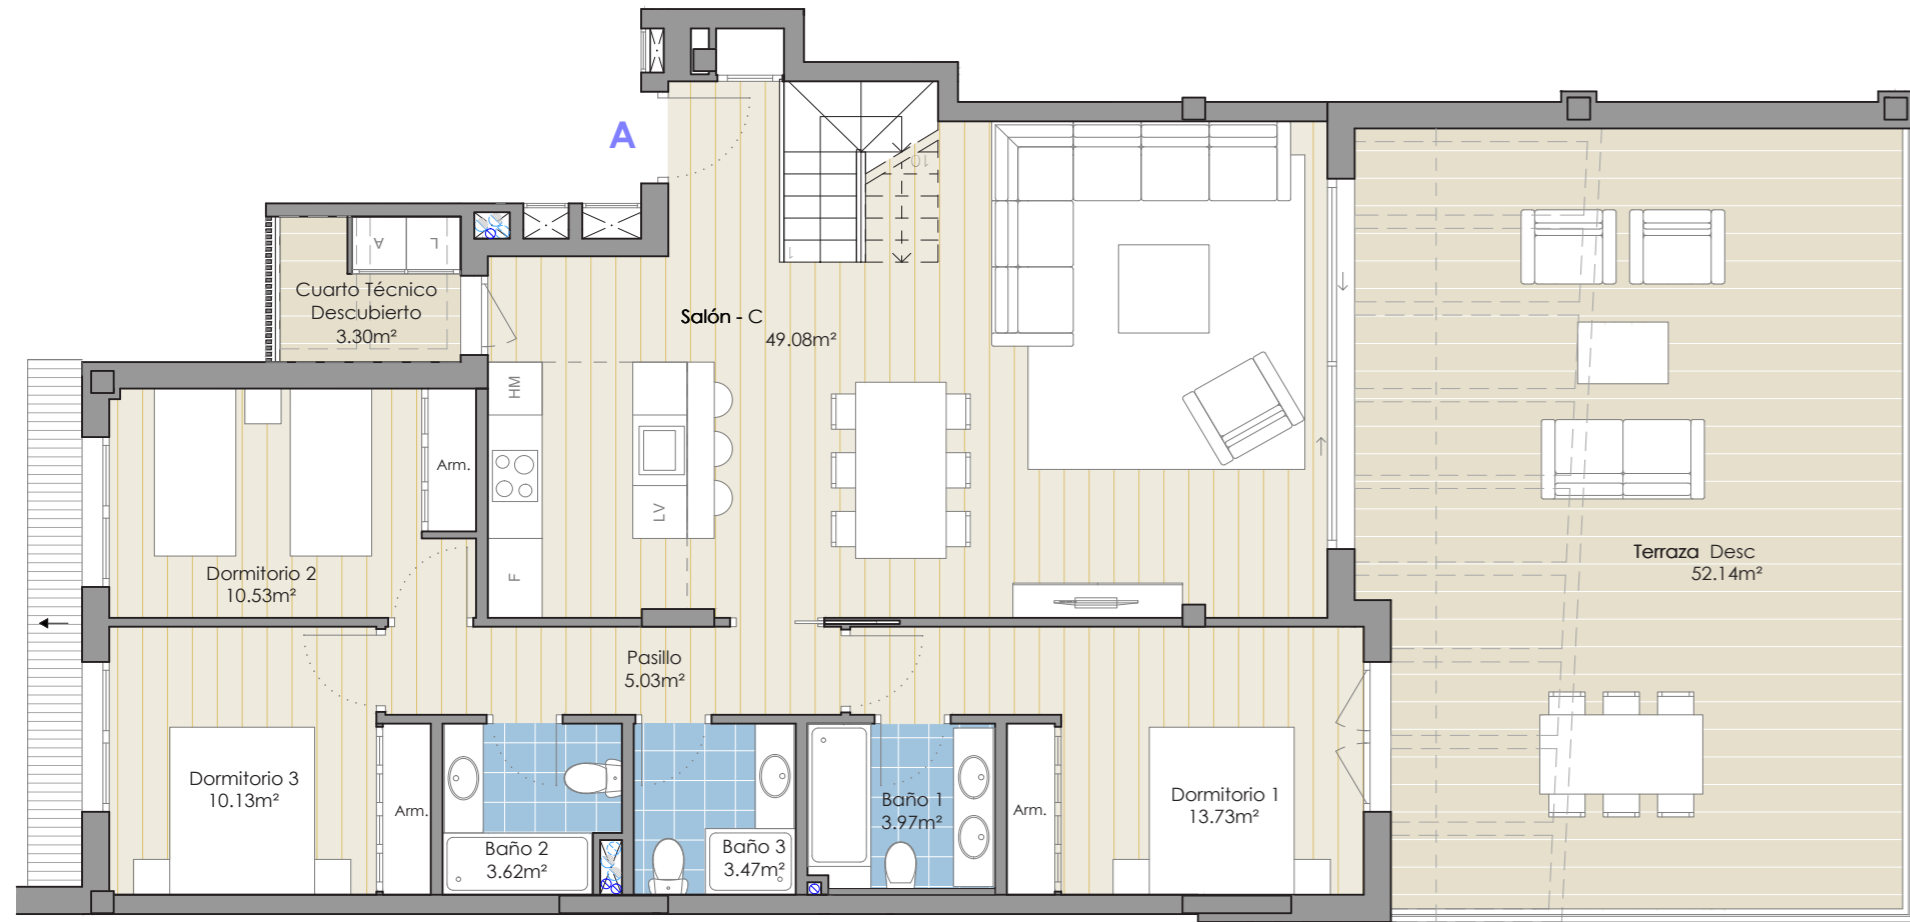 A
10
1
A
L
Cuarto Técnico
Descubierto
3.30m²
Salón - C
49.08m²
HM
LV
F
Arm.
Dormitorio 2
10.53m²
Terraza Desc
52.14m²
Pasillo
5.03m²
Dormitorio 3
10.13m²
Arm.
Baño 2
3.62m²
Baño 3
3.47m²
Baño 1
3.97m²
Arm.
Dormitorio 1
13.73m²